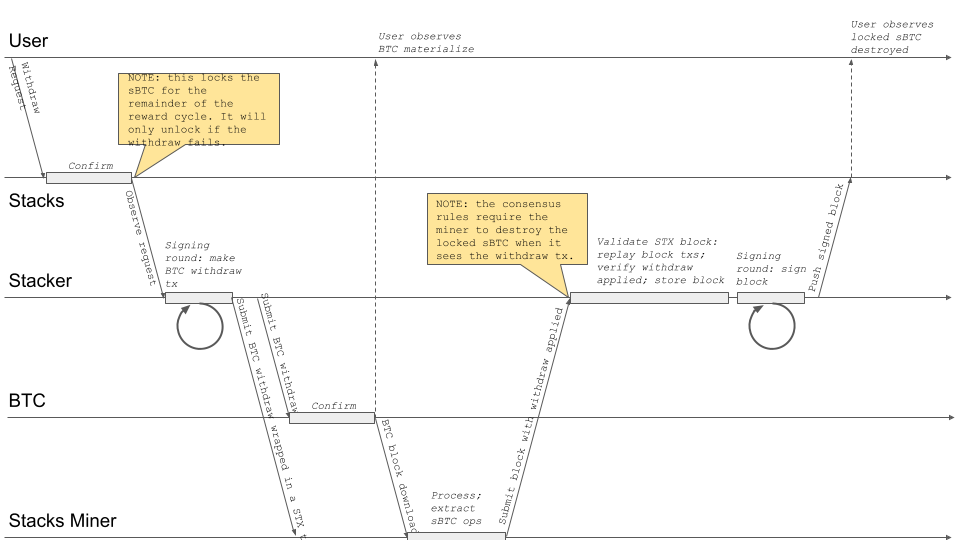 User
User observes
BTC materialize
User observes
locked sBTC
destroyed
Withdraw
Request
NOTE: this locks the
sBTC for the
remainder of the
reward cycle. It will
only unlock if the
withdraw fails.
Confirm
Stacks
Observe request
NOTE: the consensus
rules require the
miner to destroy the
locked sBTC when it
sees the withdraw tx.
Push signed block
Signing
round: make
BTC withdraw
tx
Validate STX block:
replay block txs;
verify withdraw
applied; store block
Signing
round: sign
block
Stacker
Submit BTC withdraw wrapped in a STX
Submit BTC withdraw
Submit block with withdraw applied
BTC
Confirm
BTC block download
Process;
extract
sBTC ops
Stacks Miner